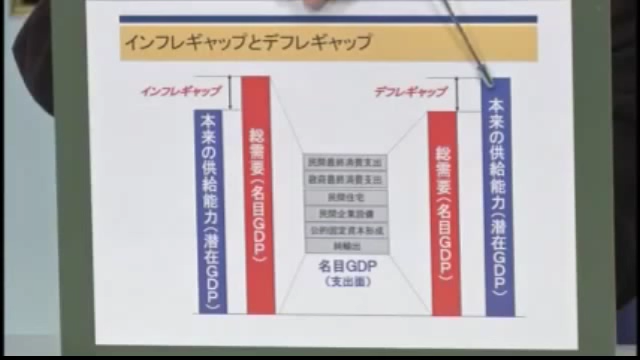 インフレギャップとデフレギャップ
インフレギャップ
本来の供給能力(潜在GDP)
総需要(名目GDP)
民間最終消費支出
政府最終消費支出
民間住宅
民間企業設備
公的固定資本形成
純輸出
名目GDP
(支出面)
デフレギャップ
総需要(名目GDP)
本来の供給能力(潜在GDP)